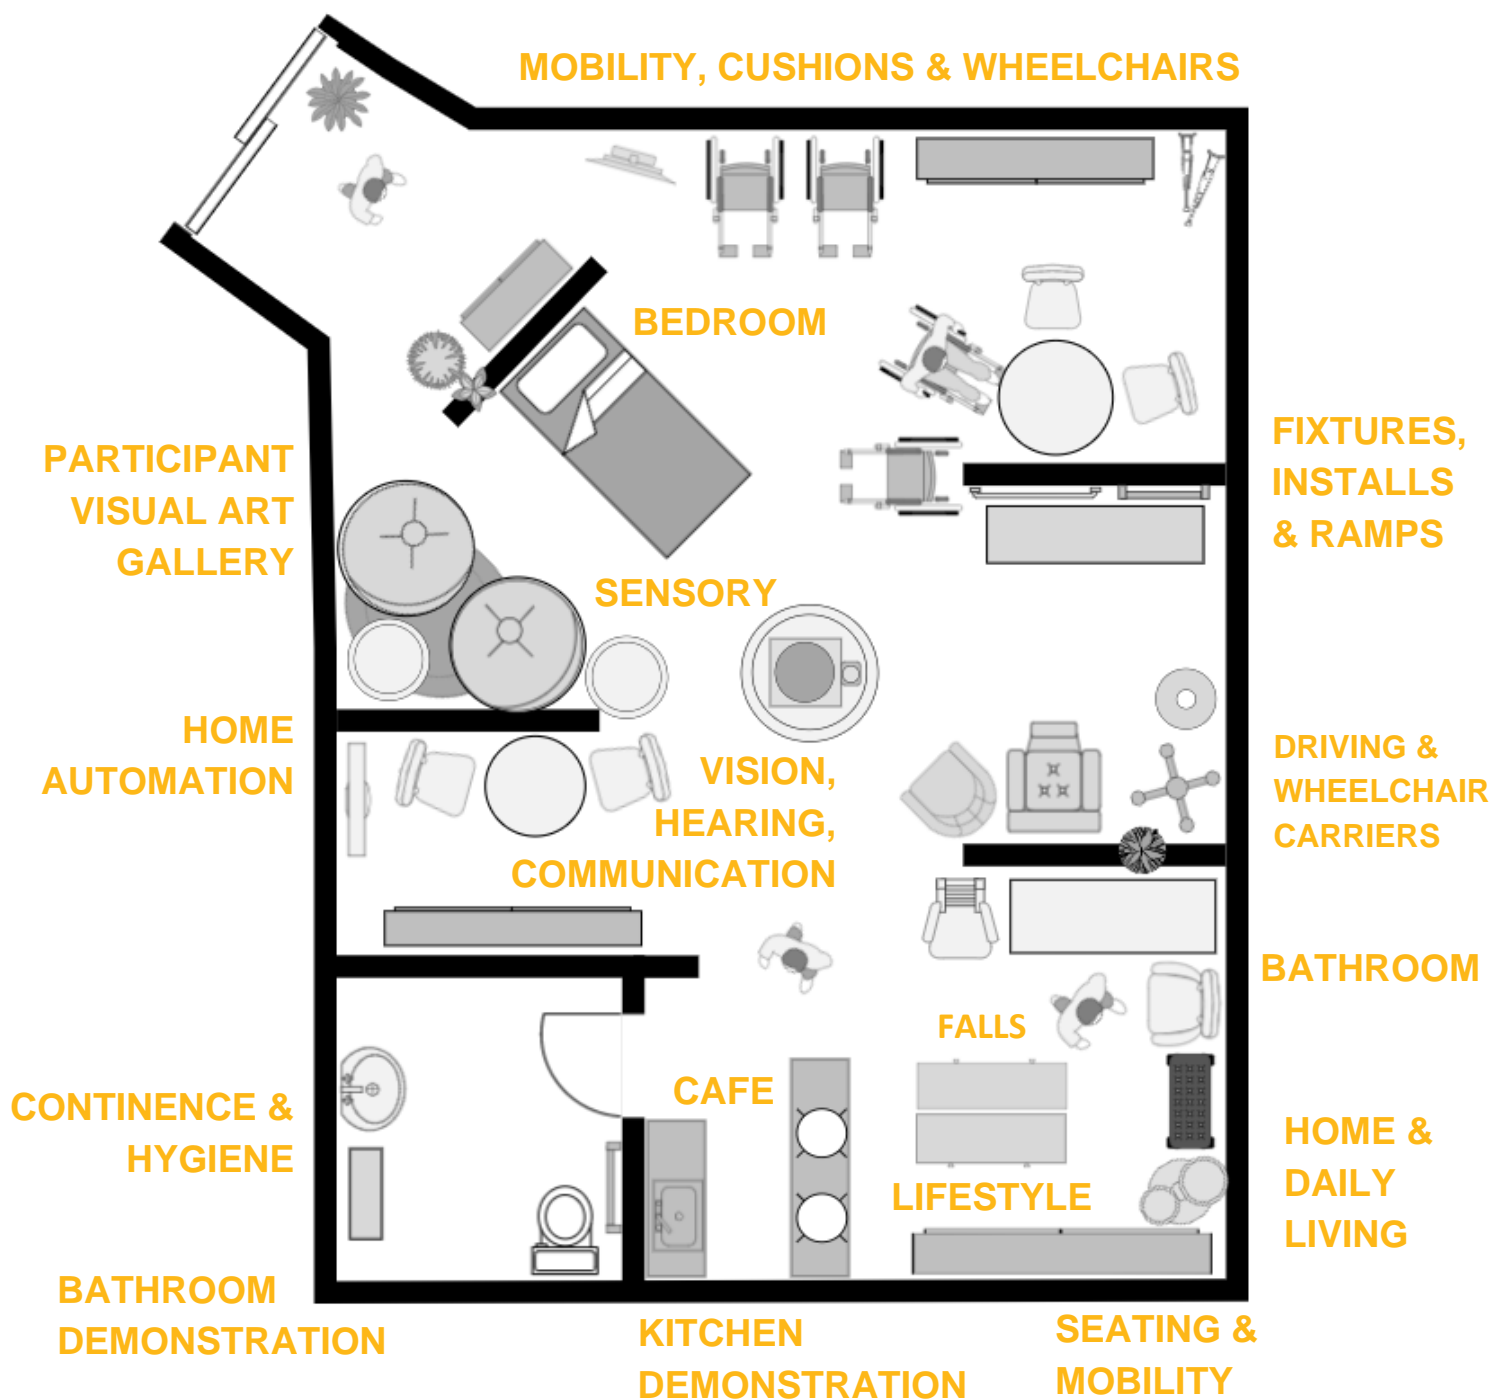 MOBILITY, CUSHIONS & WHEELCHAIRS
BEDROOM
PARTICIPANT
VISUAL ART
GALLERY
FIXTURES,
INSTALLS
& RAMPS
SENSORY
HOME
AUTOMATION
VISION,
HEARING,
COMMUNICATION
DRIVING &
WHEELCHAIR
CARRIERS
BATHROOM
FALLS
CAFE
CONTINENCE &
HYGIENE
LIFESTYLE
HOME &
DAILY
LIVING
BATHROOM
DEMONSTRATION
KITCHEN
DEMONSTRATION
SEATING &
MOBILITY